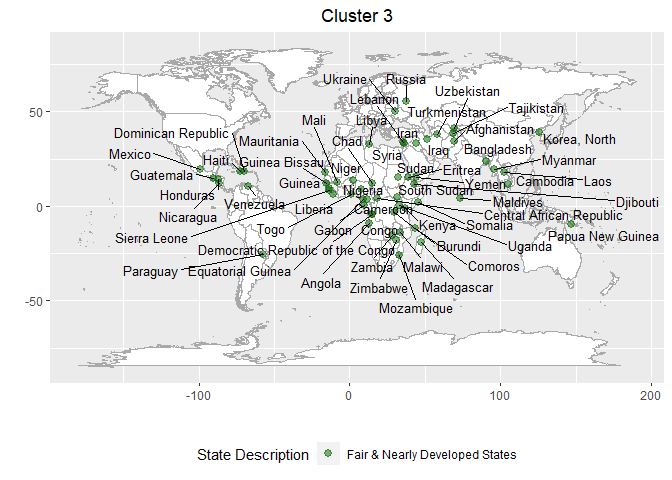 Cluster 3
Ukraine
Russia
Uzbekistan
Lebanon
Turkmenistan
Tajikistan
Mali
Libya
Dominican Republic
Iran
Afghanistan
Mauritania
Chad
Korea, North
Mexico
Haiti
Iraq
Bangladesh
Guinea Bissau
Syria
Myanmar
Guatemala
Niger
Sudan
Eritrea
Guinea
Yemen
Cambodia
Laos
Honduras
Nigeria
South Sudan
Venezuela
Maldives
Djibouti
Nicaragua
Liberia
Cameroon
Central African Republic
Togo
Gabon
Congo
Kenya
Somalia
Sierra Leone
Papua New Guinea
Democratic Republic of the Congo
Burundi
Uganda
Paraguay
Equatorial Guinea
Zambia
Malawi
Comoros
Angola
Zimbabwe
Madagascar
Mozambique
50
0
-50
-100
0
100
200
State Description
Fair & Nearly Developed States